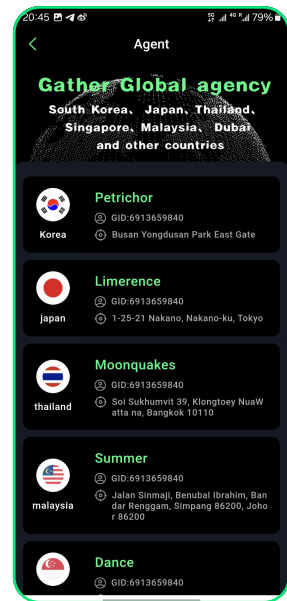 20:45
5G 4G R 79%
Agent
Gather Global agency
South Korea、 Japan、Thailand、
Singapore、Malaysia、 Dubai
and other countries
Petrichor
GID:6913659840
Korea
Busan Yongdusan Park East Gate
Limerence
GID:6913659840
japan
1-25-21 Nakano, Nakano-ku, Tokyo
Moonquakes
GID:6913659840
thailand
Soi Sukhumvit 39, Klongtoey NuaW
atta na, Bangkok 10110
Summer
GID:6913659840
malaysia
Jalan Sinmaji, Benubal Ibrahim, Ban
dar Renggam, Simpang 86200, Joho
r 86200
Dance
GID:6913659840